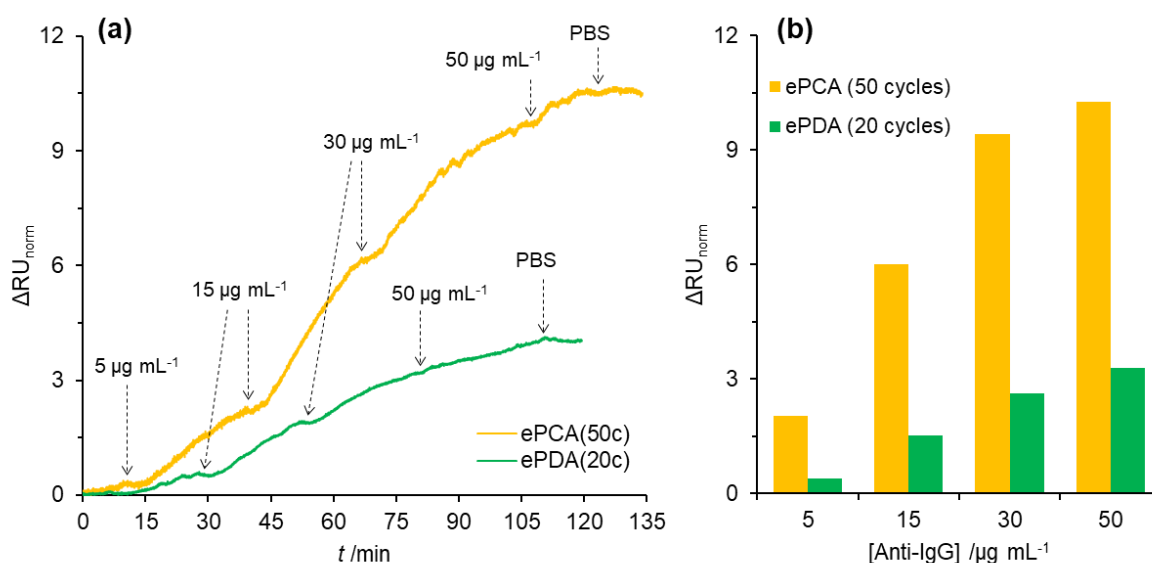 (a)
12
9
6
3
0
ΔRUnorm
0 15 30 45 60 75 90 105 120 135
t /min
5 µg mL-1
15 µg mL-1
30 µg mL-1
50 µg mL-1
PBS
50 µg mL-1
PBS
ePCA(50c)
ePDA(20c)
(b)
12
9
6
3
0
ΔRUnorm
ePCA (50 cycles)
ePDA (20 cycles)
5 15 30 50
[Anti-IgG] /µg mL-1